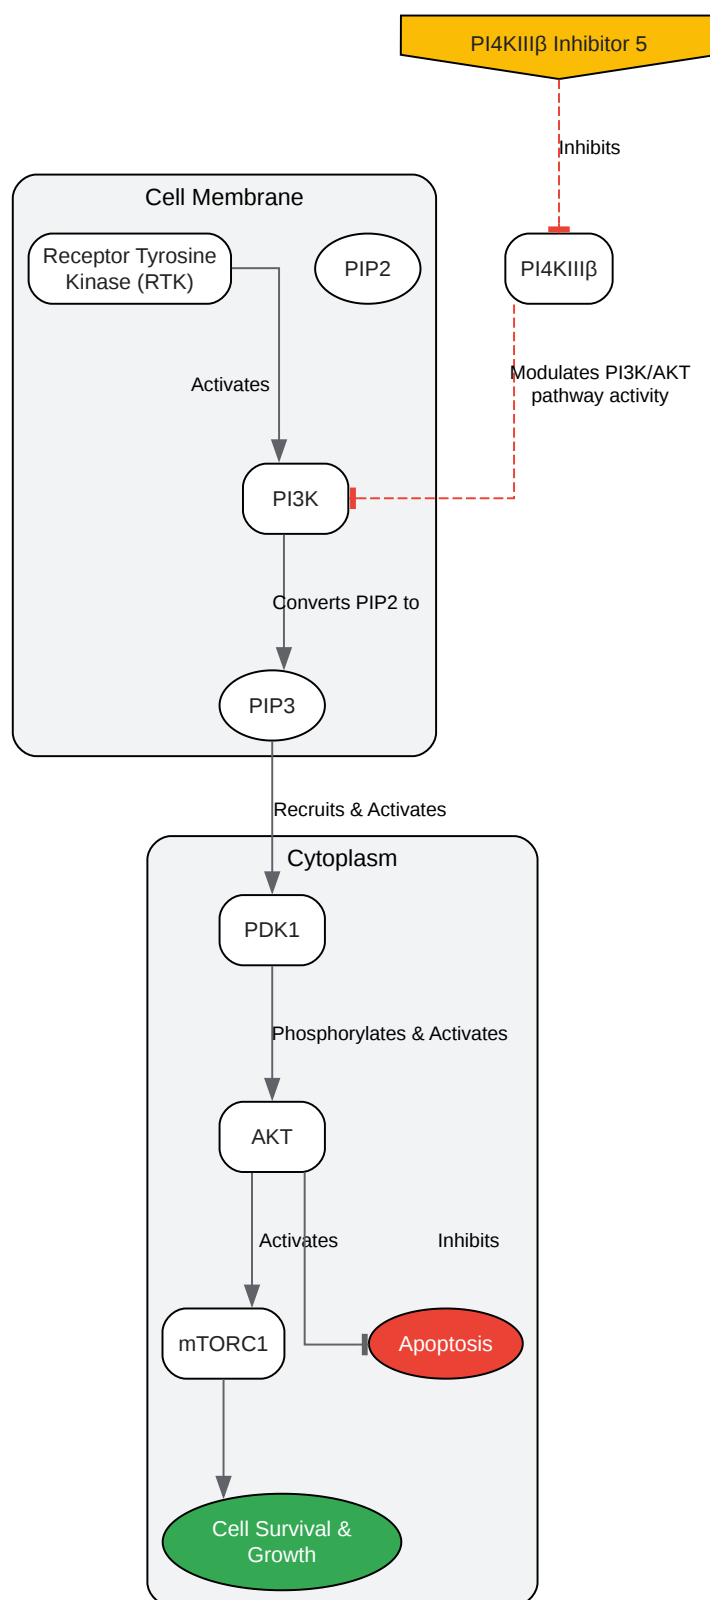 PI4KIIIβ Inhibitor 5
Inhibits
Cell Membrane
Receptor Tyrosine
Kinase (RTK)
PIP2
PI4KIIIβ
Activates
Modulates PI3K/AKT
pathway activity
PI3K
Converts PIP2 to
PIP3
Recruits & Activates
Cytoplasm
PDK1
Phosphorylates & Activates
AKT
Activates
Inhibits
mTORC1
Apoptosis
Cell Survival &
Growth